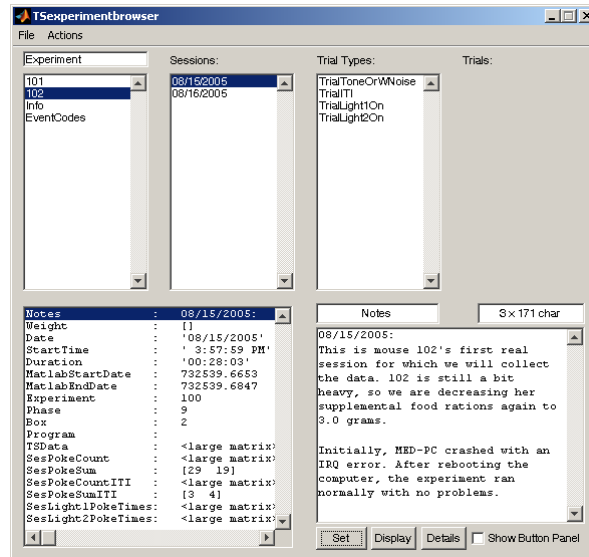 TSexperimentbrowser
File Actions
Experiment
Sessions:
Trial Types:
Trials:
101
102
Info
EventCodes
08/15/2005
08/16/2005
TrialToneOrWNoise
TrialITI
TrialLight1On
TrialLight2On
Notes : 08/15/2005:
Weight : []
Date : '08/15/2005'
StartTime : ' 3:57:59 PM'
Duration : '00:28:03'
MatlabStartDate : 732539.6653
MatlabEndDate : 732539.6847
Experiment : 100
Phase : 9
Box : 2
Program :
TSData : <large matrix>
SesPokeCount : <large matrix>
SesPokeSum : [29 19]
SesPokeCountITI : <large matrix>
SesPokeSumITI : [3 4]
SesLight1PokeTimes: <large matrix>
SesLight2PokeTimes: <large matrix>
Notes
3 × 171 char
08/15/2005:
This is mouse 102's first real
session for which we will collect
the data. 102 is still a bit
heavy, so we are decreasing her
supplemental food rations again to
3.0 grams.
Initially, MED-PC crashed with an
IRQ error. After rebooting the
computer, the experiment ran
normally with no problems.
Set Display Details Show Button Panel